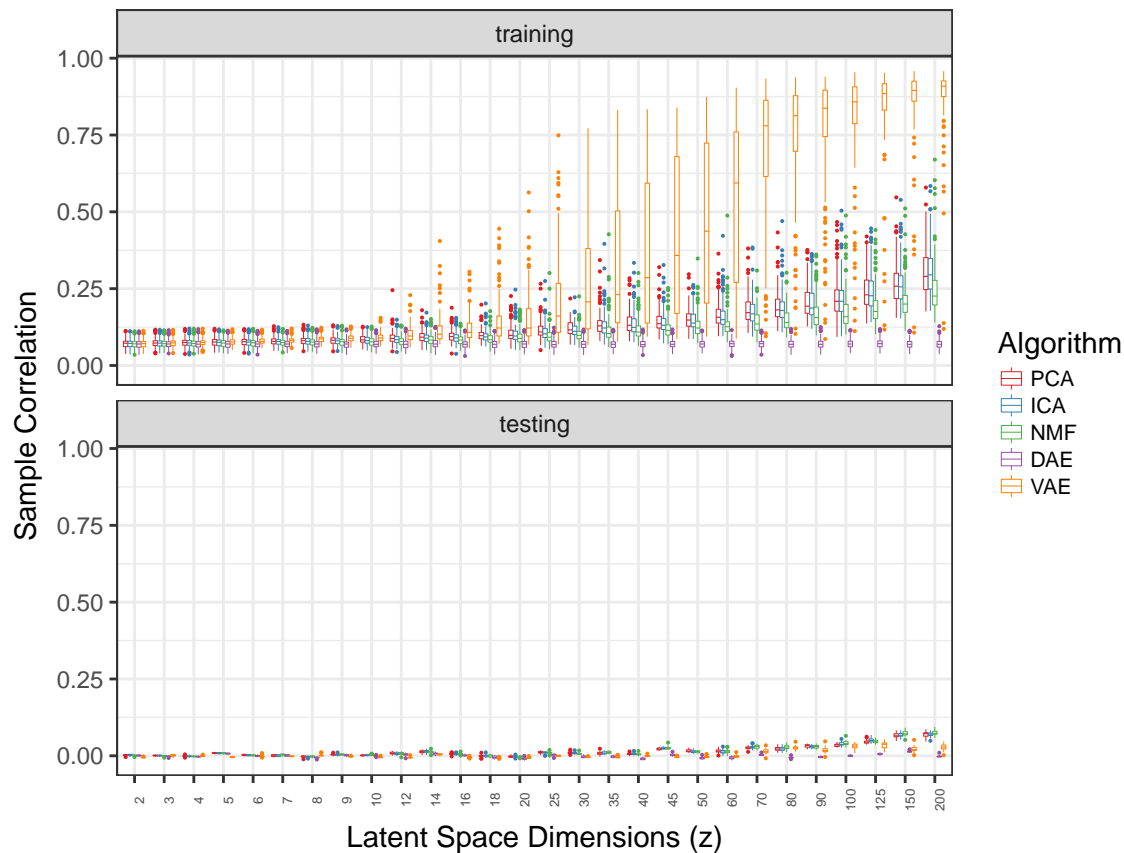 training
1.00
0.75
0.50
0.25
0.00
testing
1.00
0.75
0.50
0.25
0.00
Sample Correlation
2 3 4 5 6 7 8 9 10 12 14 16 18 20 25 30 35 40 45 50 60 70 80 90 100 125 150 200
Latent Space Dimensions (z)
Algorithm
PCA
ICA
NMF
DAE
VAE